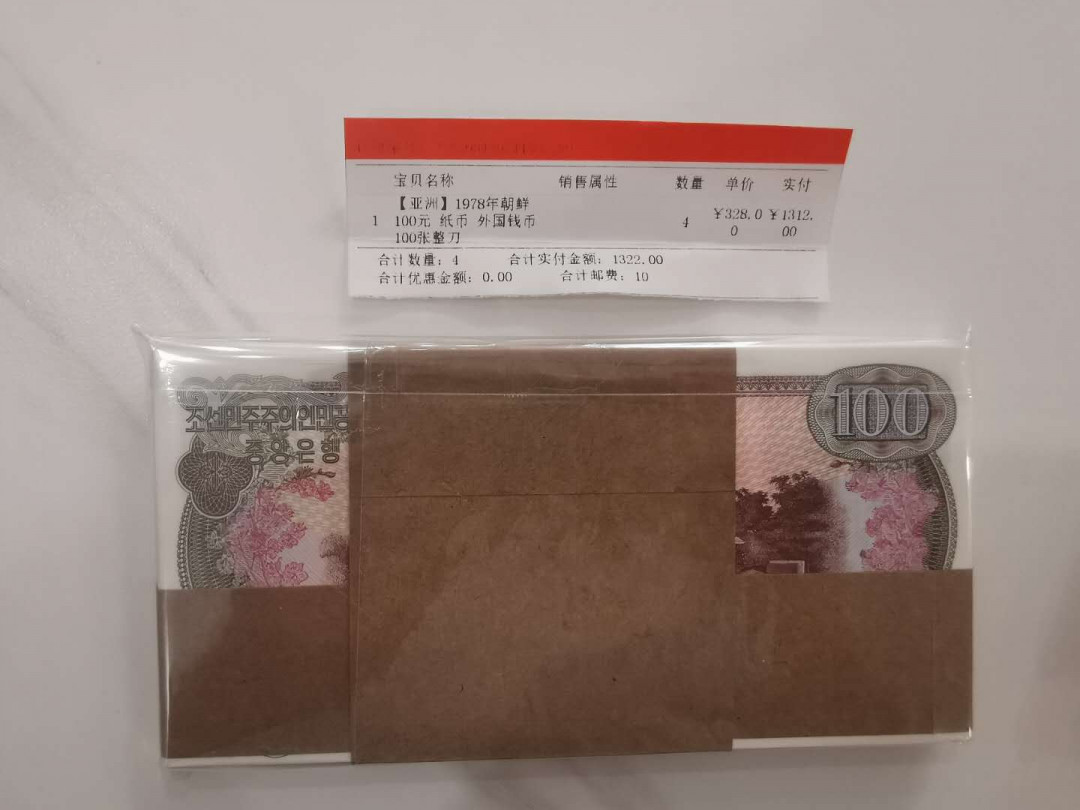 宝贝名称 销售属性 数量 单价 实付
【亚洲】1978年朝鲜
1 100元 纸币 外国钱币 4 ¥328.0 ¥1312.
100张整刀 0 00
合计数量：4 合计实付金额：1322.00
合计优惠金额：0.00 合计邮费：10
조선민주주의인민공
중앙은행
100